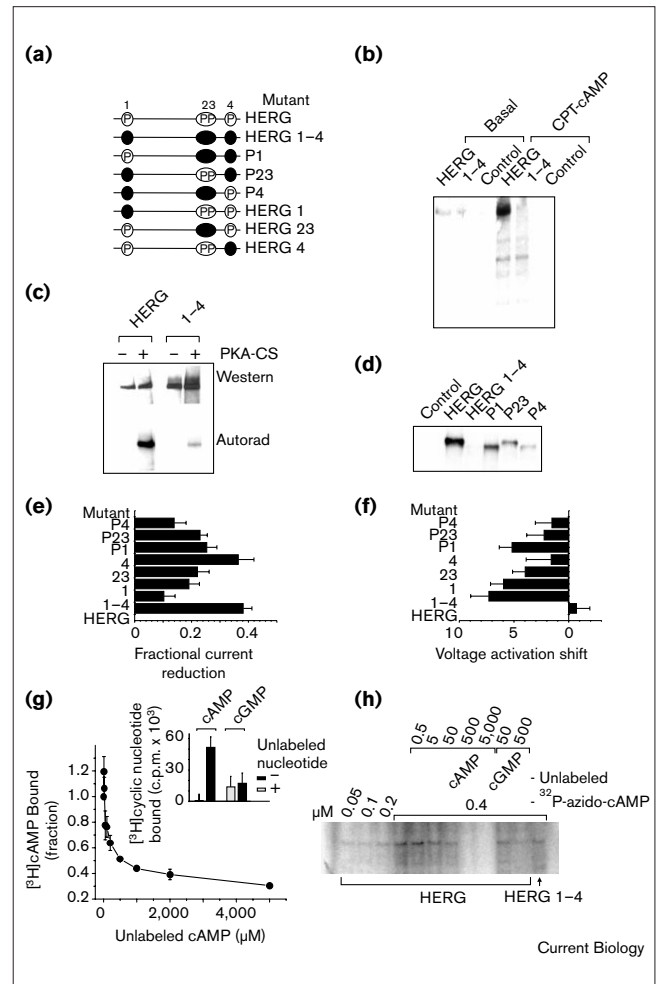 (a)
1 23 4 Mutant
P PP P HERG
HERG 1–4
P P1
PP P23
P P4
PP P HERG 1
P P HERG 23
P PP HERG 4
(b)
Basal CPT-cAMP
HERG 1–4 Control HERG 1–4 Control
(c)
HERG 1–4
– + – + PKA-CS
Western
Autorad
(d)
Control HERG HERG 1–4 P1 P23 P4
(e)
Mutant
P4
P23
P1
4
23
1
1–4
HERG
0 0.2 0.4
Fractional current
reduction
(f)
Mutant
P4
P23
P1
4
23
1
1–4
HERG
10 5 0
Voltage activation shift
(g)
[³H]cAMP Bound
(fraction)
1.2
1.0
0.8
0.6
0.4
0.2
0 2,000 4,000
Unlabeled cAMP (µM)
[³H]cyclic nucleotide
bound (c.p.m. x 10³)
60
30
0
cAMP cGMP
Unlabeled
nucleotide
–
+
(h)
0.5 5 50 500 5,000 50 500
cAMP cGMP
- Unlabeled
- ³²P-azido-cAMP
µM 0.05 0.1 0.2 0.4
HERG HERG 1–4
Current Biology